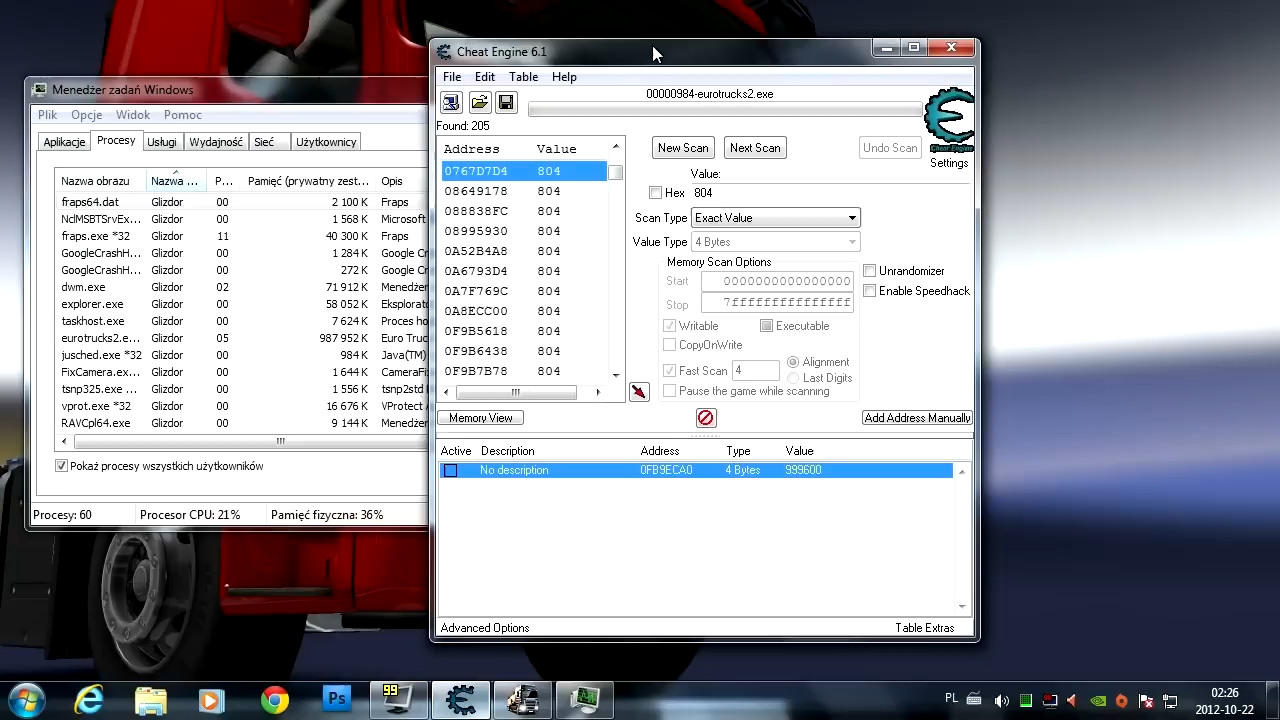 Menedżer zadań Windows
Plik Opcje Widok Pomoc
Aplikacje Procesy Usługi Wydajność Sieć Użytkownicy
Nazwa obrazu Nazwa ... P... Pamięć (prywatny zest... Opis
fraps64.dat Glizdor 00 2 100 K Fraps
NdMSBTSrvEx... Glizdor 00 1 568 K Microsoft
fraps.exe *32 Glizdor 11 40 300 K Fraps
GoogleCrashH... Glizdor 00 1 284 K Google C
GoogleCrashH... Glizdor 00 272 K Google C
dwm.exe Glizdor 02 71 912 K Menedżer
explorer.exe Glizdor 00 58 052 K Eksplorat
taskhost.exe Glizdor 00 7 624 K Proces ho
eurotrucks2.e... Glizdor 05 987 952 K Euro Truc
jusched.exe *32 Glizdor 00 984 K Java(TM)
FixCamera.ex... Glizdor 00 1 644 K CameraFi
tsnp325.exe ... Glizdor 00 1 556 K tsnp2std
vprot.exe *32 Glizdor 00 16 676 K VProtect
RAVCpl64.exe Glizdor 00 9 144 K Menedżer
Pokaż procesy wszystkich użytkowników
Procesy: 60 Procesor CPU: 21% Pamięć fizyczna: 36%
Cheat Engine 6.1
File Edit Table Help
00000984-eurotrucks2.exe
Found: 205
Address Value
0767D7D4 804
08649178 804
088838FC 804
08995930 804
0A52B4A8 804
0A6793D4 804
0A7F769C 804
0A8ECC00 804
0F9B5618 804
0F9B6438 804
0F9B7B78 804
New Scan Next Scan Undo Scan
Cheat Engine
Settings
Value:
Hex 804
Scan Type Exact Value
Value Type 4 Bytes
Memory Scan Options
Start 0000000000000000
Stop 7fffffffffffffff
Writable Executable
CopyOnWrite
Fast Scan 4 Alignment
Last Digits
Pause the game while scanning
Unrandomizer
Enable Speedhack
Memory View Add Address Manually
Active Description Address Type Value
No description 0FB9ECA0 4 Bytes 999600
Advanced Options Table Extras
Ps 99 PL 02:26
2012-10-22